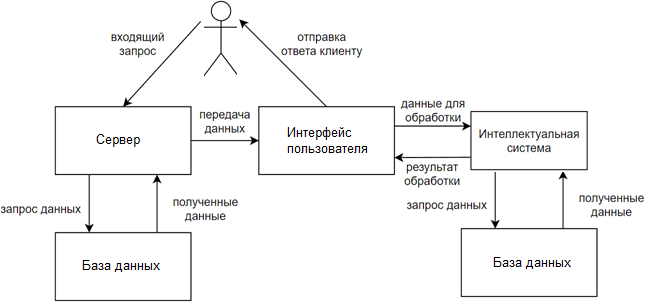 входящий
запрос
отправка
ответа клиенту
Сервер
передача
данных
Интерфейс
пользователя
данные для
обработки
Интеллектуальная
система
результат
обработки
запрос данных
полученные
данные
запрос данных
полученные
данные
База данных
База данных